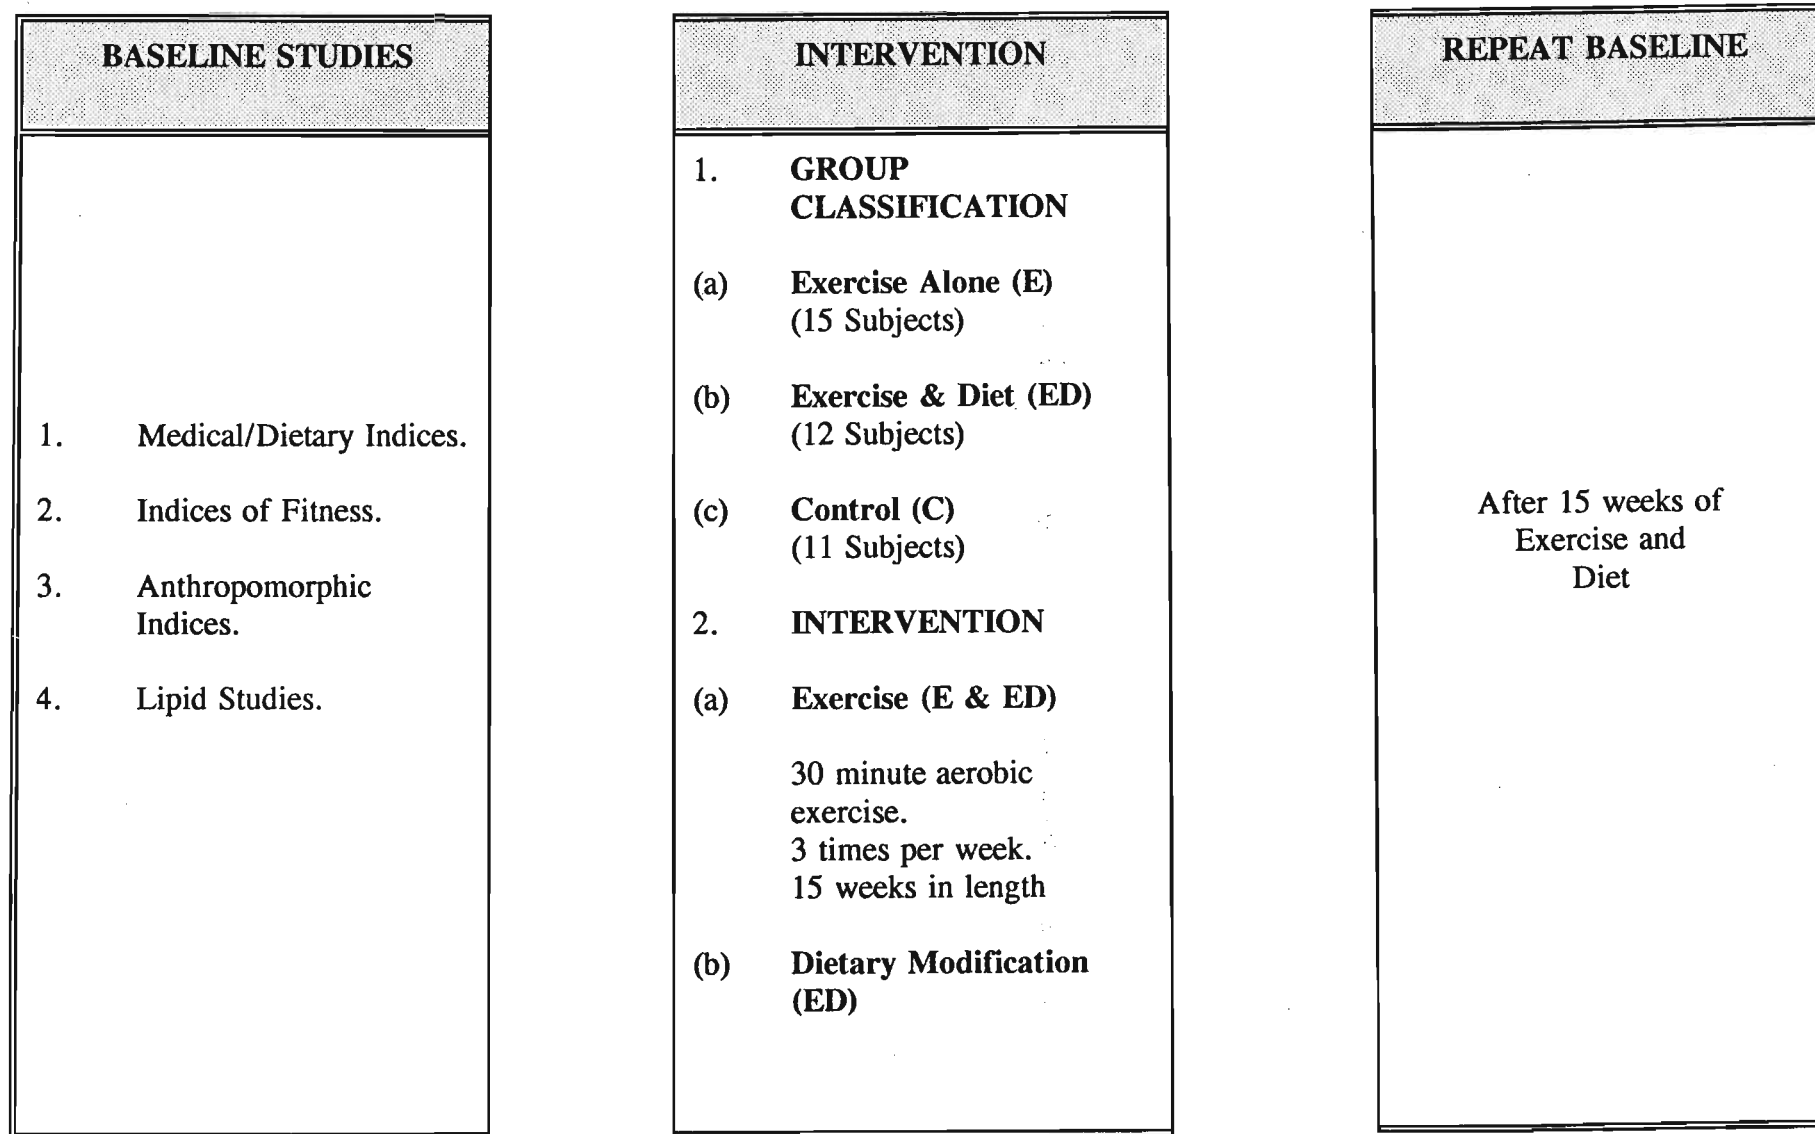 BASELINE STUDIES
1. Medical/Dietary Indices.
2. Indices of Fitness.
3. Anthropomorphic
Indices.
4. Lipid Studies.
INTERVENTION
1. GROUP
CLASSIFICATION
(a) Exercise Alone (E)
(15 Subjects)
(b) Exercise & Diet (ED)
(12 Subjects)
(c) Control (C)
(11 Subjects)
2. INTERVENTION
(a) Exercise (E & ED)
30 minute aerobic
exercise.
3 times per week.
15 weeks in length
(b) Dietary Modification
(ED)
REPEAT BASELINE
After 15 weeks of
Exercise and
Diet